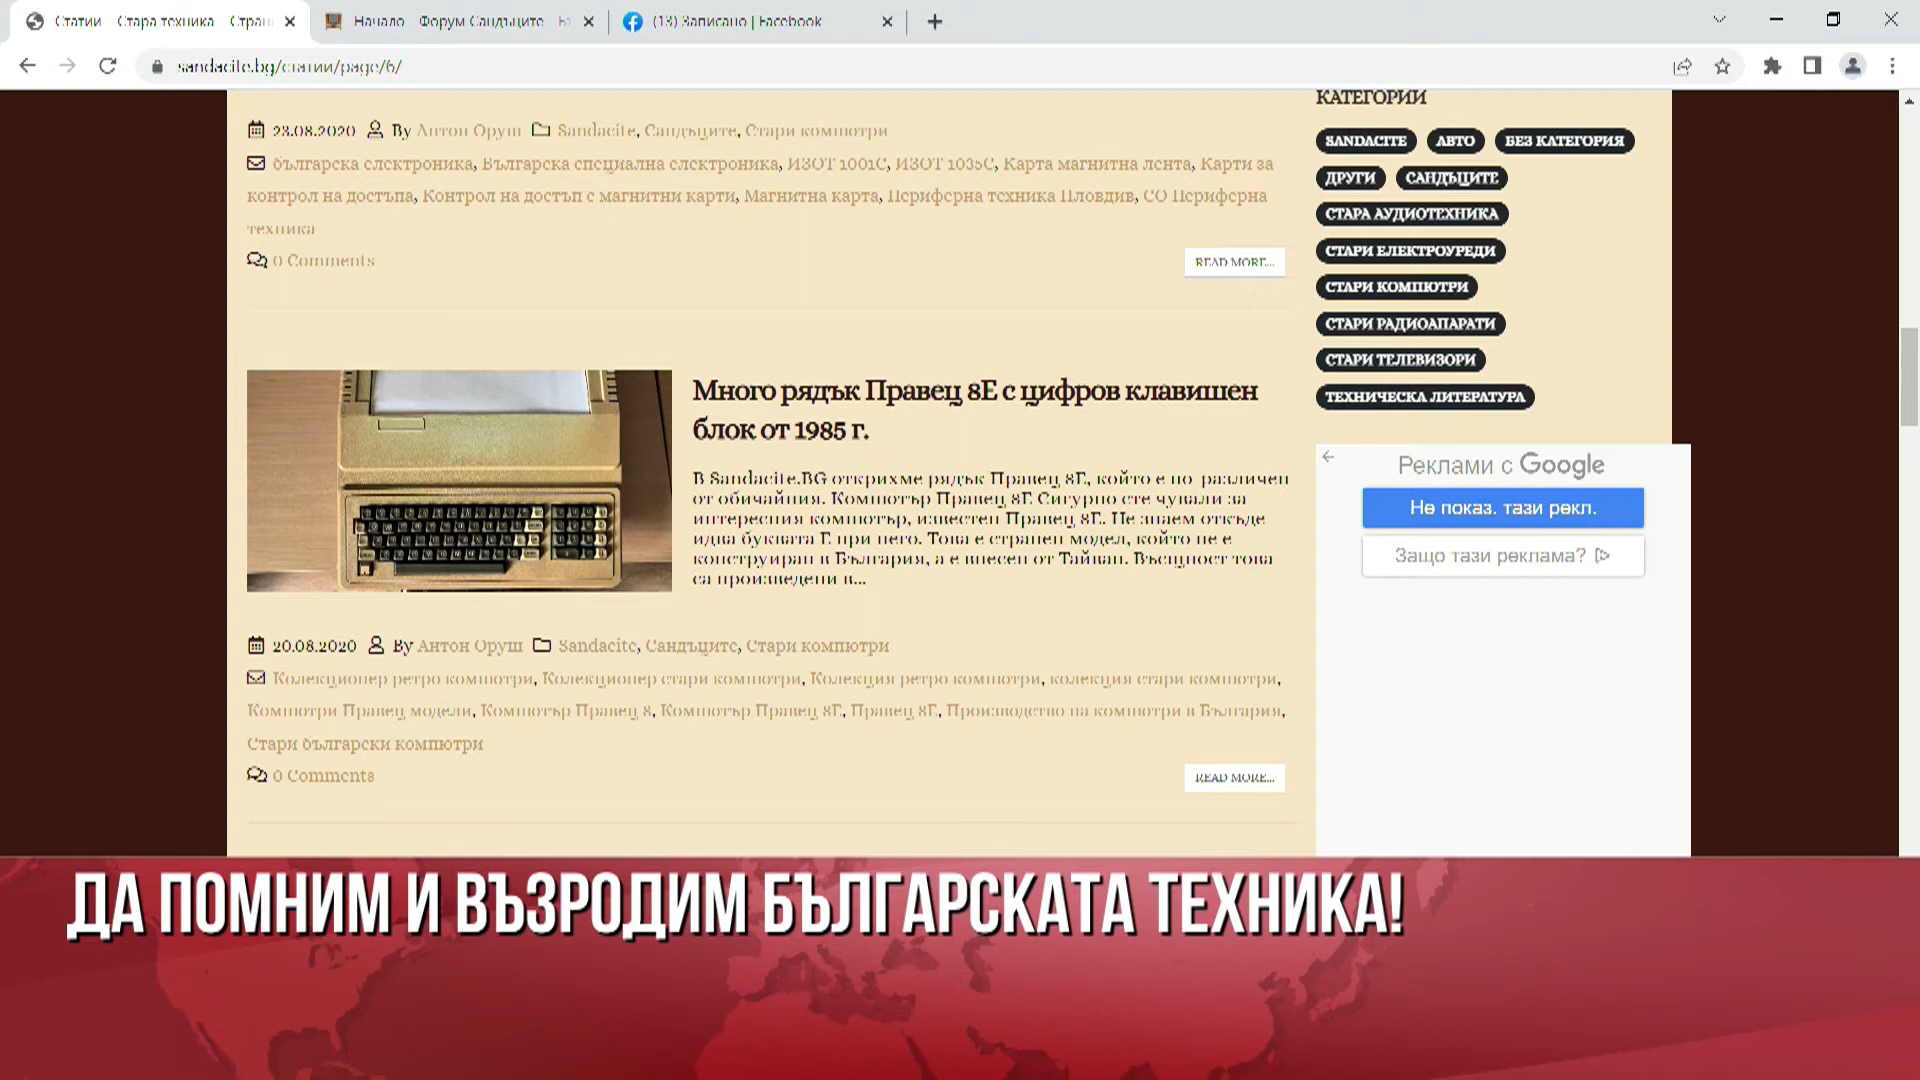 Статии Стара техника Стран
Начало Форум Сандъците Б
(13) Записано | Facebook
sandacite.bg/статии/page/6/
23.08.2020 By Антон Оруш Sandacite, Сандъците, Стари компютри
българска електроника, Българска специална електроника, ИЗОТ 1001С, ИЗОТ 1035С, Карта магнитна лента, Карти за
контрол на достъпа, Контрол на достъп с магнитни карти, Магнитна карта, Периферна техника Пловдив, СО Периферна
техника
0 Comments
READ MORE...
Много рядък Правец 8Е с цифров клавишен
блок от 1985 г.
В Sandacite.BG открихме рядък Правец 8Е, който е по различен
от обичайния. Компютър Правец 8Е Сигурно сте чували за
интересния компютър, известен Правец 8Е. Не знаем откъде
идва буквата Е при него. Това е странен модел, който не е
конструиран в България, а е внесен от Тайван. Всъщност това
са произведени в...
20.08.2020 By Антон Оруш Sandacite, Сандъците, Стари компютри
Колекционер ретро компютри, Колекционер стари компютри, Колекция ретро компютри, колекция стари компютри,
Компютри Правец модели, Компютър Правец 8, Компютър Правец 8Е, Правец 8Е, Производство на компютри в България,
Стари български компютри
0 Comments
READ MORE...
КАТЕГОРИИ
SANDACITE АВТО БЕЗ КАТЕГОРИЯ
ДРУГИ САНДЪЦИТЕ
СТАРА АУДИОТЕХНИКА
СТАРИ ЕЛЕКТРОУРЕДИ
СТАРИ КОМПЮТРИ
СТАРИ РАДИОАПАРАТИ
СТАРИ ТЕЛЕВИЗОРИ
ТЕХНИЧЕСКА ЛИТЕРАТУРА
Реклами с Google
Не показ. тази рекл.
Защо тази реклама?
ДА ПОМНИМ И ВЪЗРОДИМ БЪЛГАРСКАТА ТЕХНИКА!